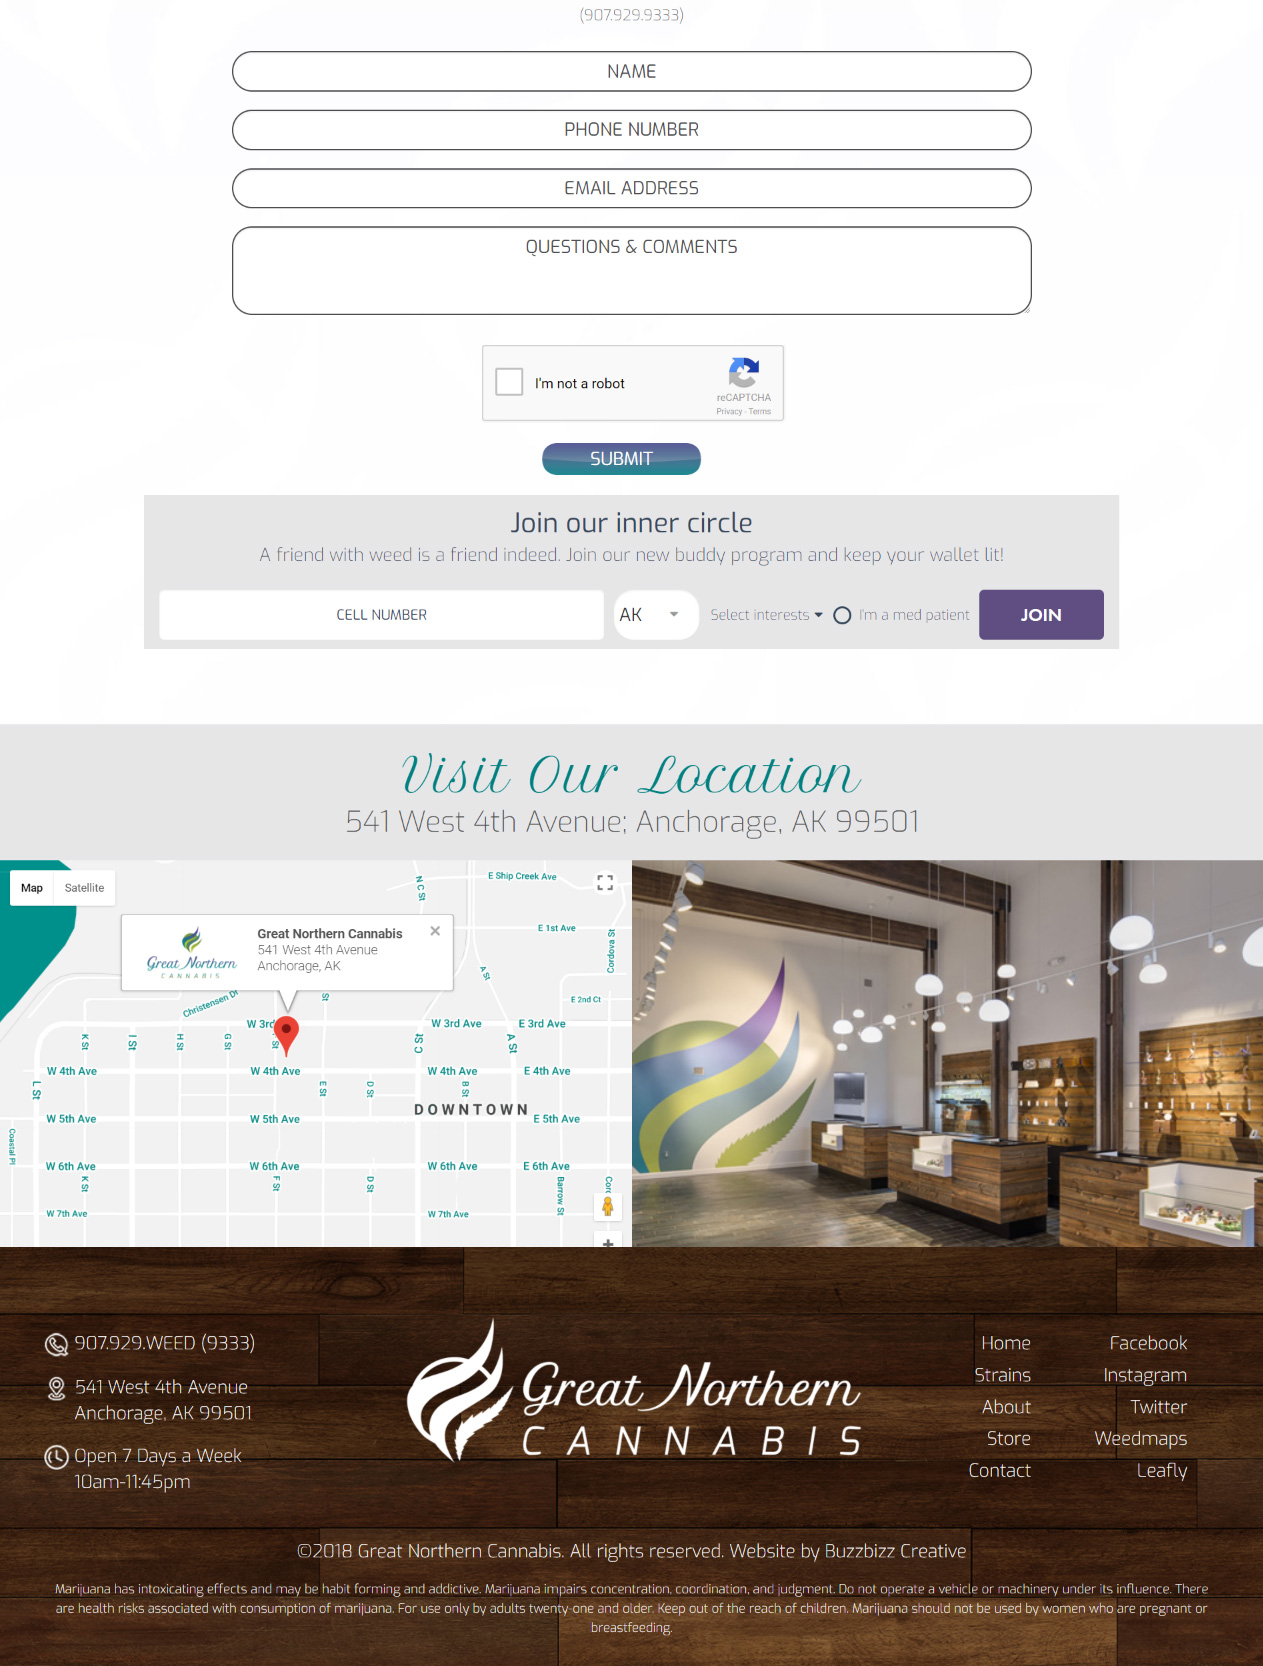 (907.929.9333)
NAME
PHONE NUMBER
EMAIL ADDRESS
QUESTIONS & COMMENTS
I'm not a robot
reCAPTCHA
Privacy - Terms
SUBMIT
Join our inner circle
A friend with weed is a friend indeed. Join our new buddy program and keep your wallet lit!
CELL NUMBER
AK
Select interests
I'm a med patient
JOIN
Visit Our Location
541 West 4th Avenue; Anchorage, AK 99501
Map
Satellite
Great Northern
CANNABIS
Great Northern Cannabis
541 West 4th Avenue
Anchorage, AK
N C St
E Ship Creek Ave
E 1st Ave
Cordova St
A St
E 2nd Ct
Christensen Dr
St
W 3rd
St
W 3rd Ave
E 3rd Ave
K St
I St
H St
G St
C St
A St
W 4th Ave
W 4th Ave
W 4th Ave
E 4th Ave
L St
E St
D St
B St
DOWNTOWN
W 5th Ave
W 5th Ave
E 5th Ave
Coastal Pl
W 6th Ave
W 6th Ave
W 6th Ave
E 6th Ave
K St
F St
D St
Barrow St
Corc
W 7th Ave
W 7th Ave
907.929.WEED (9333)
541 West 4th Avenue
Anchorage, AK 99501
Open 7 Days a Week
10am-11:45pm
Great Northern
CANNABIS
Home
Strains
About
Store
Contact
Facebook
Instagram
Twitter
Weedmaps
Leafly
©2018 Great Northern Cannabis. All rights reserved. Website by Buzzbizz Creative
Marijuana has intoxicating effects and may be habit forming and addictive. Marijuana impairs concentration, coordination, and judgment. Do not operate a vehicle or machinery under its influence. There
are health risks associated with consumption of marijuana. For use only by adults twenty-one and older. Keep out of the reach of children. Marijuana should not be used by women who are pregnant or
breastfeeding.